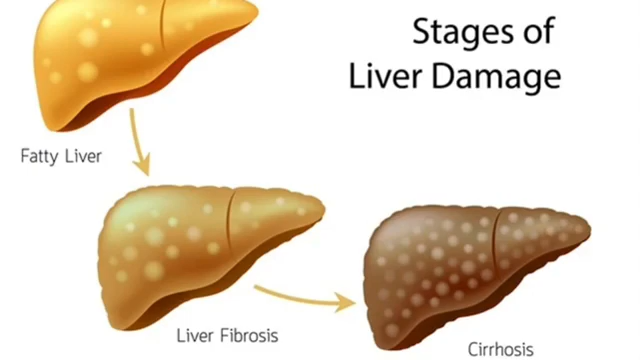 Stages of
Liver Damage
Fatty Liver
Liver Fibrosis
Cirrhosis